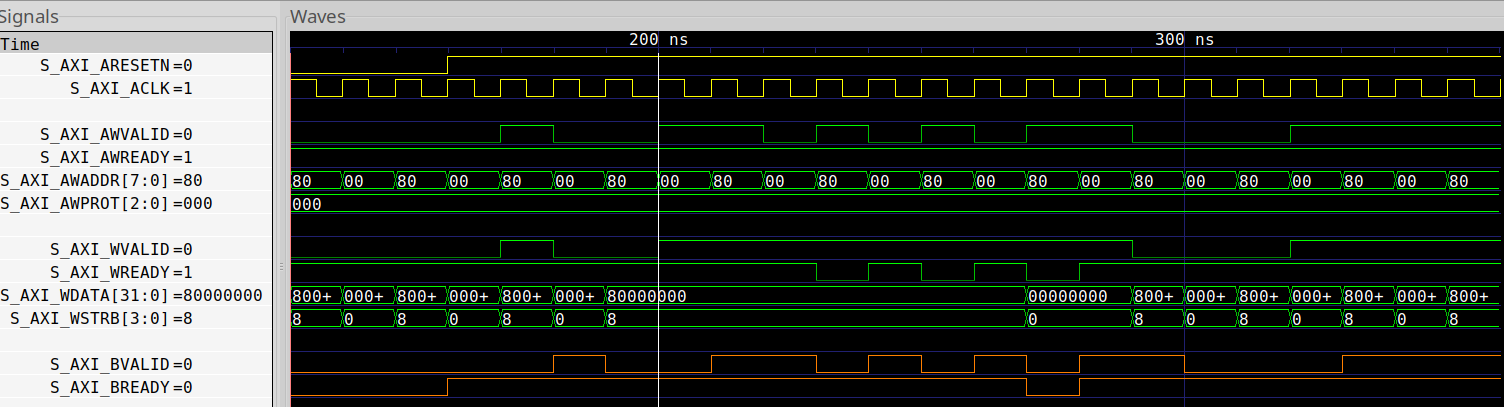 Signals Waves
Time 200 ns 300 ns
S_AXI_ARESETN=0
S_AXI_ACLK=1
S_AXI_AWVALID=0
S_AXI_AWREADY=1
S_AXI_AWADDR[7:0]=80 80 00 80 00 80 00 80 00 80 00 80 00 80 00 80 00 80 00 80 00 80 00 80
S_AXI_AWPROT[2:0]=000 000
S_AXI_WVALID=0
S_AXI_WREADY=1
S_AXI_WDATA[31:0]=80000000 800+ 000+ 800+ 000+ 800+ 000+ 80000000 00000000 800+ 000+ 800+ 000+ 800+ 000+ 800+
S_AXI_WSTRB[3:0]=8 8 0 8 0 8 0 8 0 8 0 8 0 8 0 8
S_AXI_BVALID=0
S_AXI_BREADY=0